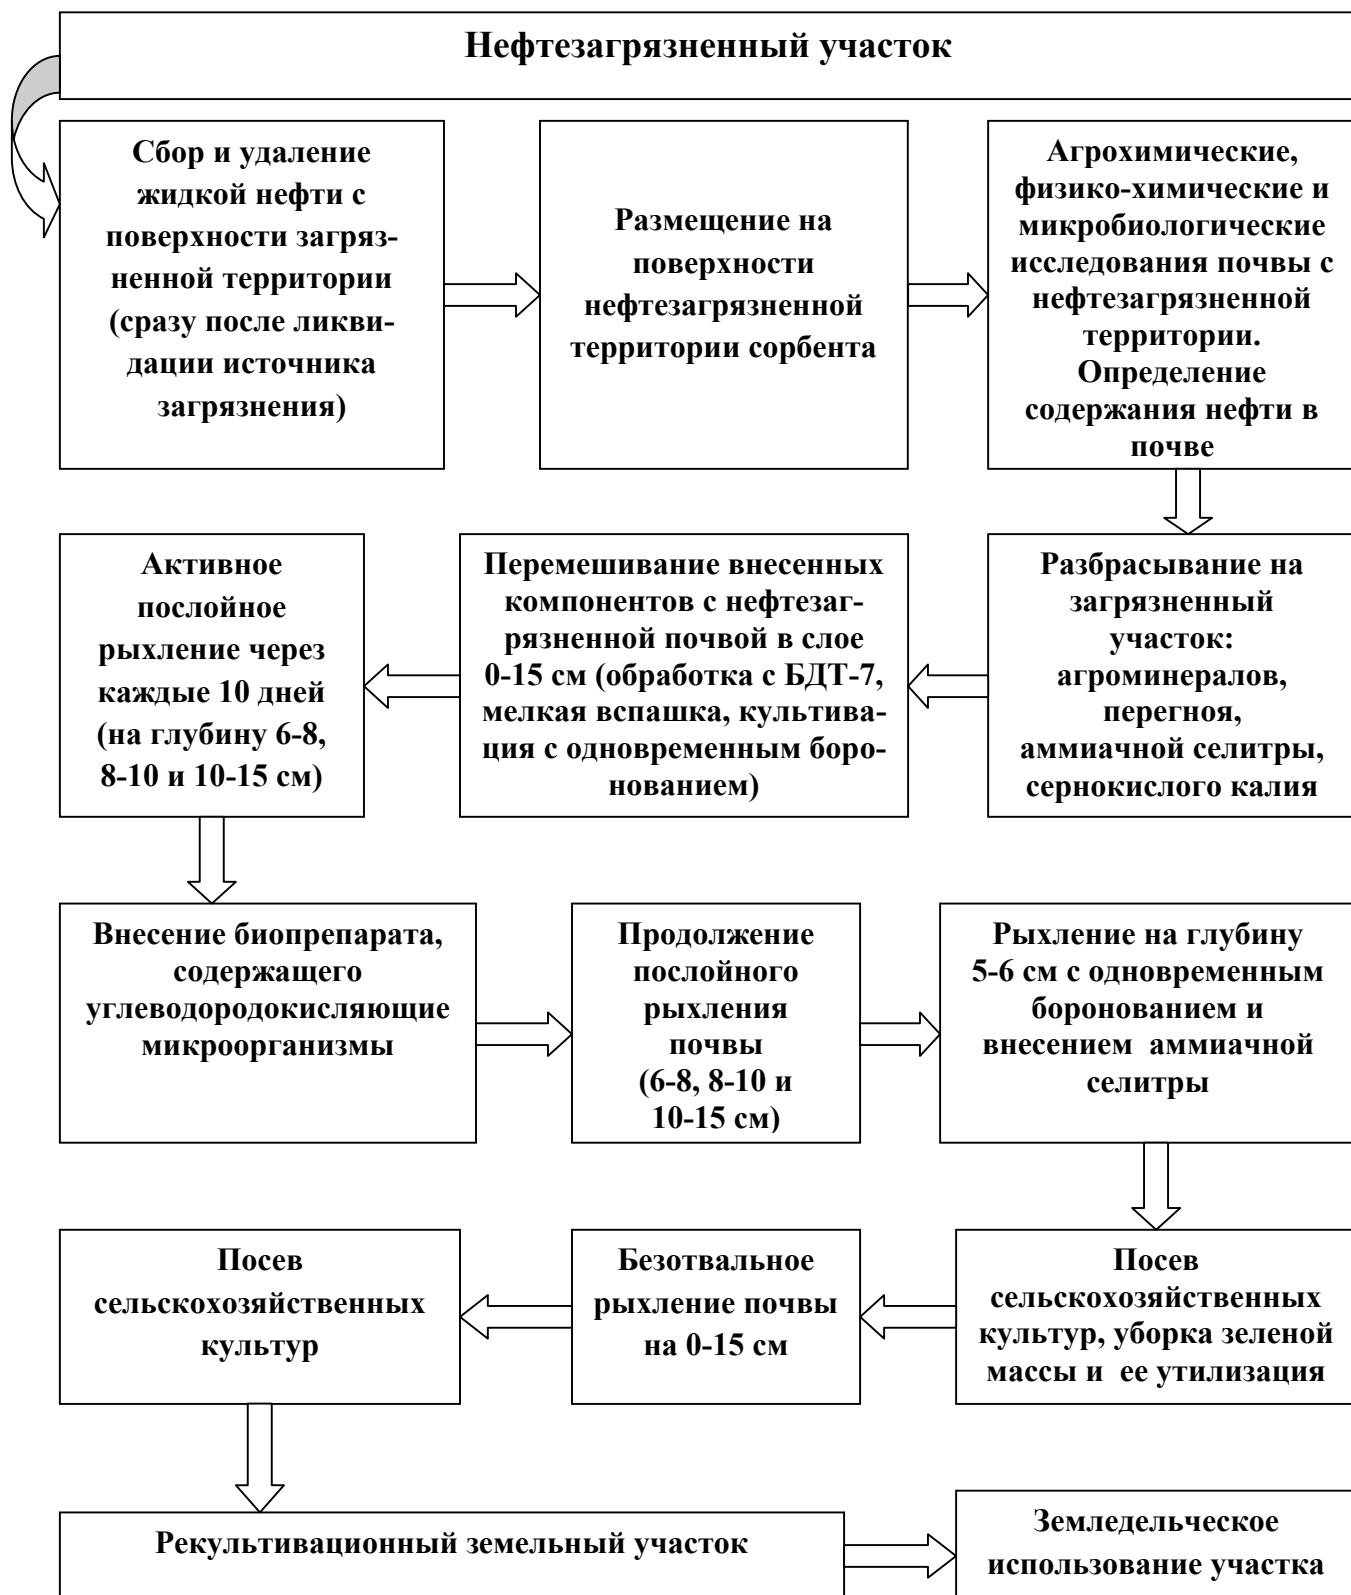 Нефтезагрязненный участок
Сбор и удаление
жидкой нефти с
поверхности загряз-
ненной территории
(сразу после ликви-
дации источника
загрязнения)
Размещение на
поверхности
нефтезагрязненной
территории сорбента
Агрохимические,
физико-химические и
микробиологические
исследования почвы с
нефтезагрязненной
территории.
Определение
содержания нефти в
почве
Разбрасывание на
загрязненный
участок:
агроминералов,
перегноя,
аммиачной селитры,
сернокислого калия
Перемешивание внесенных
компонентов с нефтезаг-
рязненной почвой в слое
0-15 см (обработка с БДТ-7,
мелкая вспашка, культива-
ция с одновременным боро-
нованием)
Активное
послойное
рыхление через
каждые 10 дней
(на глубину 6-8,
8-10 и 10-15 см)
Внесение биопрепарата,
содержащего
углеводородокисляющие
микроорганизмы
Продолжение
послойного
рыхления
почвы
(6-8, 8-10 и
10-15 см)
Рыхление на глубину
5-6 см с одновременным
боронованием и
внесением аммиачной
селитры
Посев
сельскохозяйственных
культур, уборка зеленой
массы и ее утилизация
Безотвальное
рыхление почвы
на 0-15 см
Посев
сельскохозяйственных
культур
Рекультивационный земельный участок
Земледельческое
использование участка